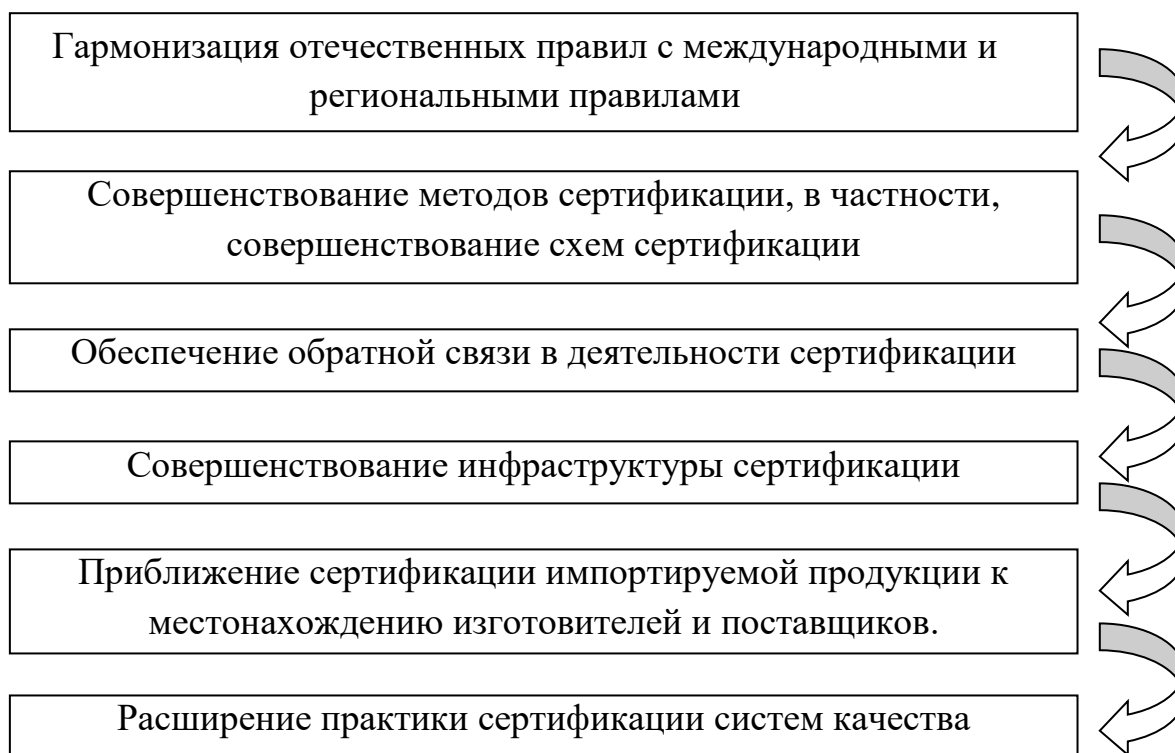 Гармонизация отечественных правил с международными и
региональными правилами
Совершенствование методов сертификации, в частности,
совершенствование схем сертификации
Обеспечение обратной связи в деятельности сертификации
Совершенствование инфраструктуры сертификации
Приближение сертификации импортируемой продукции к
местонахождению изготовителей и поставщиков.
Расширение практики сертификации систем качества